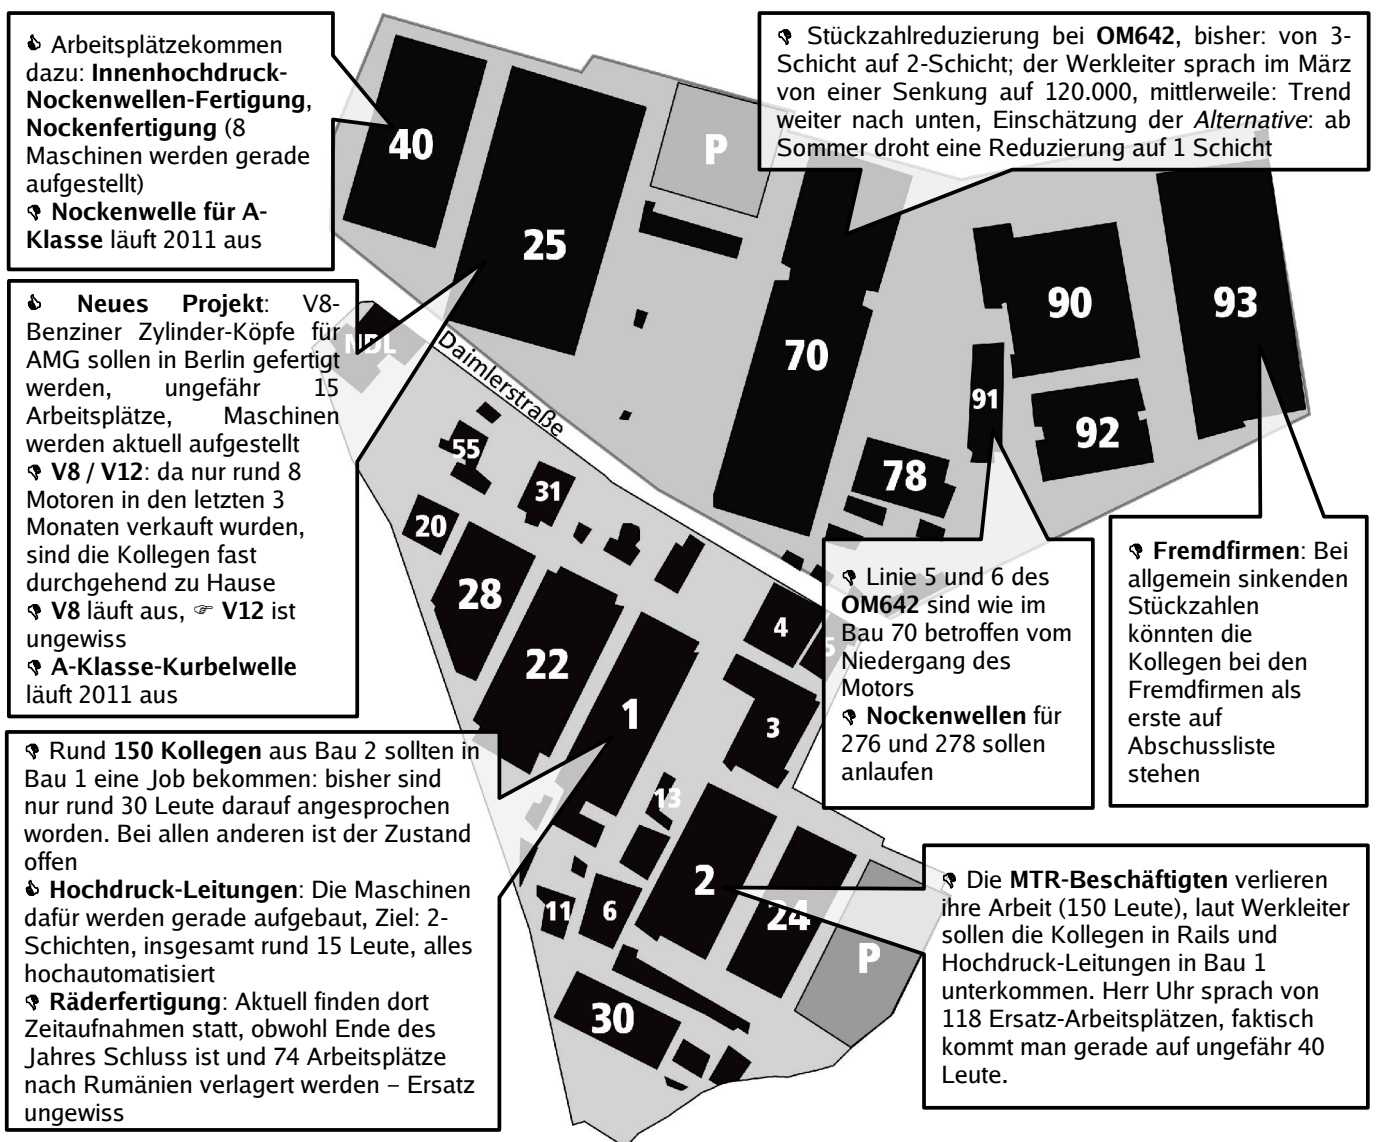 👍 Arbeitsplätzekommen
dazu: Innenhochdruck-
Nockenwellen-Fertigung,
Nockenfertigung (8
Maschinen werden gerade
aufgestellt)
👎 Nockenwelle für A-
Klasse läuft 2011 aus
👎 Stückzahlreduzierung bei OM642, bisher: von 3-
Schicht auf 2-Schicht; der Werkleiter sprach im März
von einer Senkung auf 120.000, mittlerweile: Trend
weiter nach unten, Einschätzung der Alternative: ab
Sommer droht eine Reduzierung auf 1 Schicht
👍 Neues Projekt: V8-
Benziner Zylinder-Köpfe für
AMG sollen in Berlin gefertigt
werden, ungefähr 15
Arbeitsplätze, Maschinen
werden aktuell aufgestellt
👎 V8 / V12: da nur rund 8
Motoren in den letzten 3
Monaten verkauft wurden,
sind die Kollegen fast
durchgehend zu Hause
👎 V8 läuft aus, ☞ V12 ist
ungewiss
👎 A-Klasse-Kurbelwelle
läuft 2011 aus
40
25
P
70
90
93
91
92
78
NDL
Daimlerstraße
55
31
20
28
22
1
4
5
3
13
2
24
11
6
P
30
👎 Linie 5 und 6 des
OM642 sind wie im
Bau 70 betroffen vom
Niedergang des
Motors
👎 Nockenwellen für
276 und 278 sollen
anlaufen
👎 Fremdfirmen: Bei
allgemein sinkenden
Stückzahlen
könnten die
Kollegen bei den
Fremdfirmen als
erste auf
Abschussliste
stehen
👎 Rund 150 Kollegen aus Bau 2 sollten in
Bau 1 eine Job bekommen: bisher sind
nur rund 30 Leute darauf angesprochen
worden. Bei allen anderen ist der Zustand
offen
👍 Hochdruck-Leitungen: Die Maschinen
dafür werden gerade aufgebaut, Ziel: 2-
Schichten, insgesamt rund 15 Leute, alles
hochautomatisiert
👎 Räderfertigung: Aktuell finden dort
Zeitaufnahmen statt, obwohl Ende des
Jahres Schluss ist und 74 Arbeitsplätze
nach Rumänien verlagert werden – Ersatz
ungewiss
👎 Die MTR-Beschäftigten verlieren
ihre Arbeit (150 Leute), laut Werkleiter
sollen die Kollegen in Rails und
Hochdruck-Leitungen in Bau 1
unterkommen. Herr Uhr sprach von
118 Ersatz-Arbeitsplätzen, faktisch
kommt man gerade auf ungefähr 40
Leute.